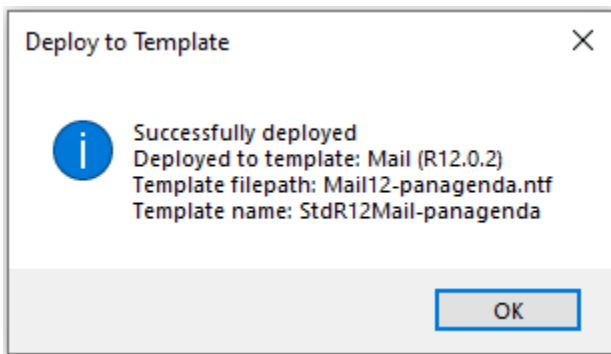 Deploy to Template
Successfully deployed
Deployed to template: Mail (R12.0.2)
Template filepath: Mail12-panagenda.ntf
Template name: StdR12Mail-panagenda
OK